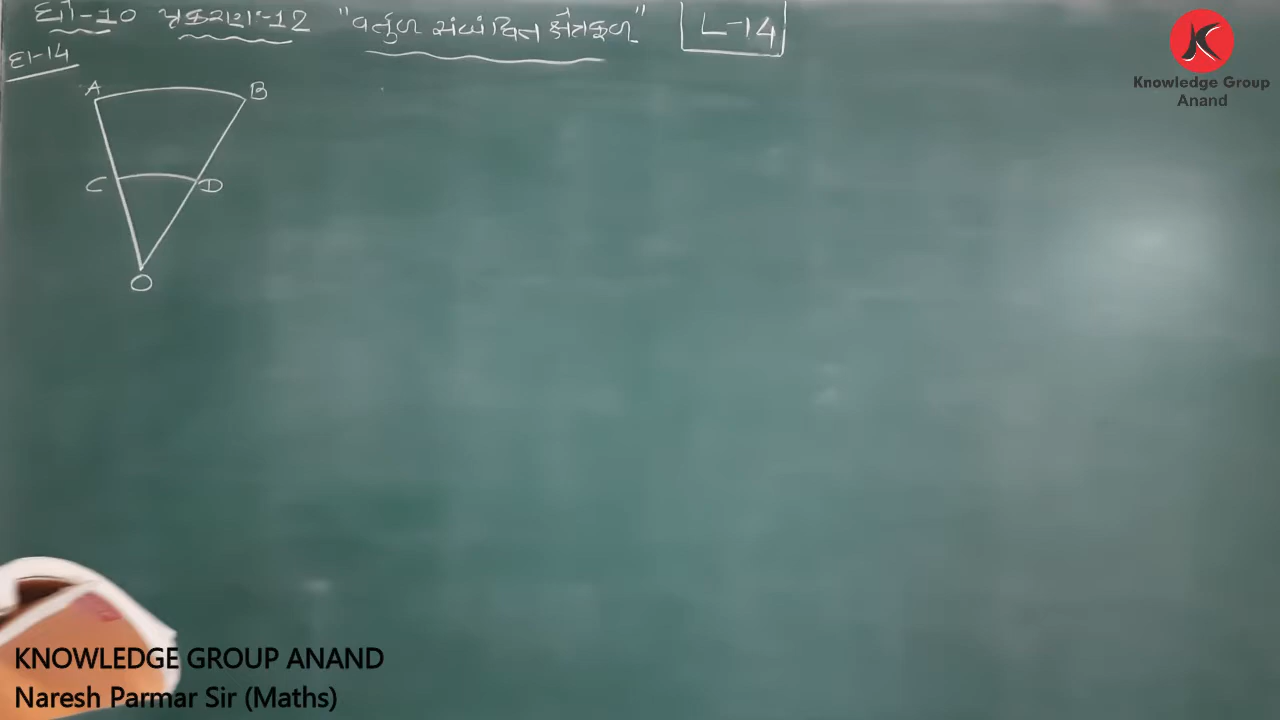 ધો-10 પ્રકરણ:-12 "વર્તુળ સંબંધિત ક્ષેત્રફળ" L-14
દા-14
A B
C D
O
Knowledge Group
Anand
KNOWLEDGE GROUP ANAND
Naresh Parmar Sir (Maths)